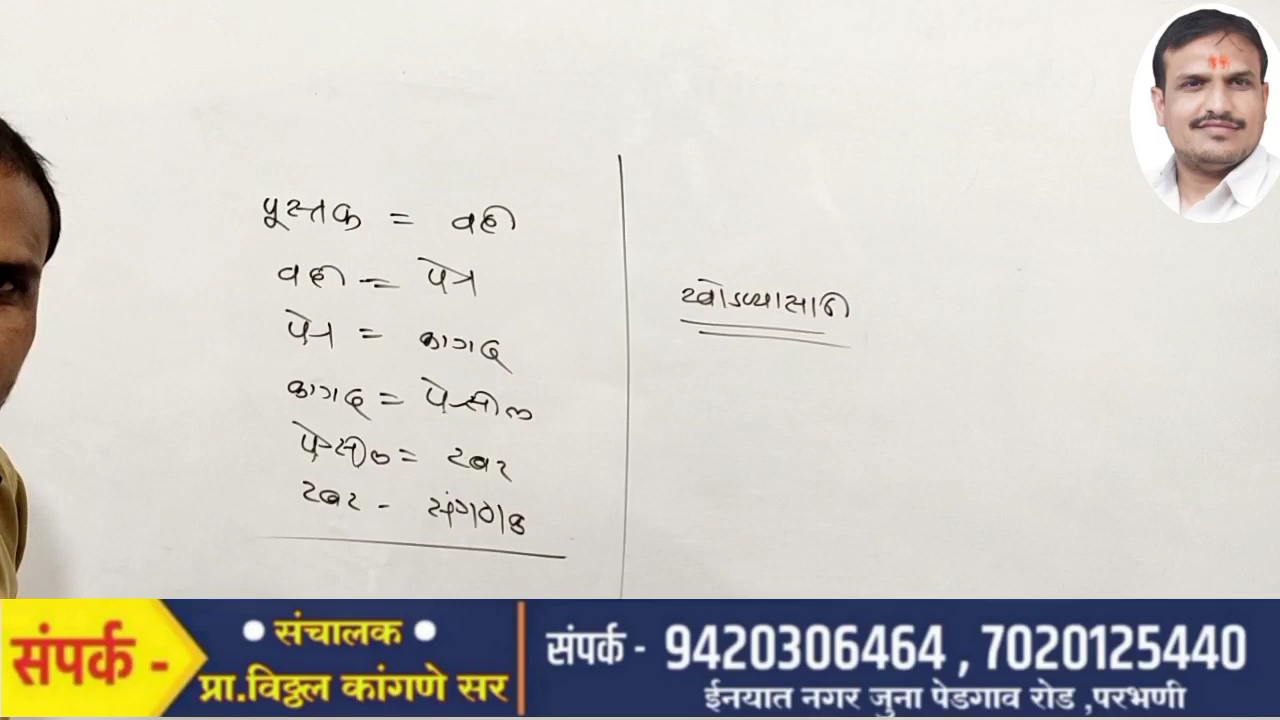 पुस्तक = वही
वही = पेन
पेन = कागद
कागद = पेन्सील
पेन्सील = रबर
रबर - संगणक
खोडण्यासाठी
संपर्क -
संचालक
प्रा.विठ्ठल कांगणे सर
संपर्क - 9420306464 , 7020125440
ईनयात नगर जुना पेडगाव रोड ,परभणी